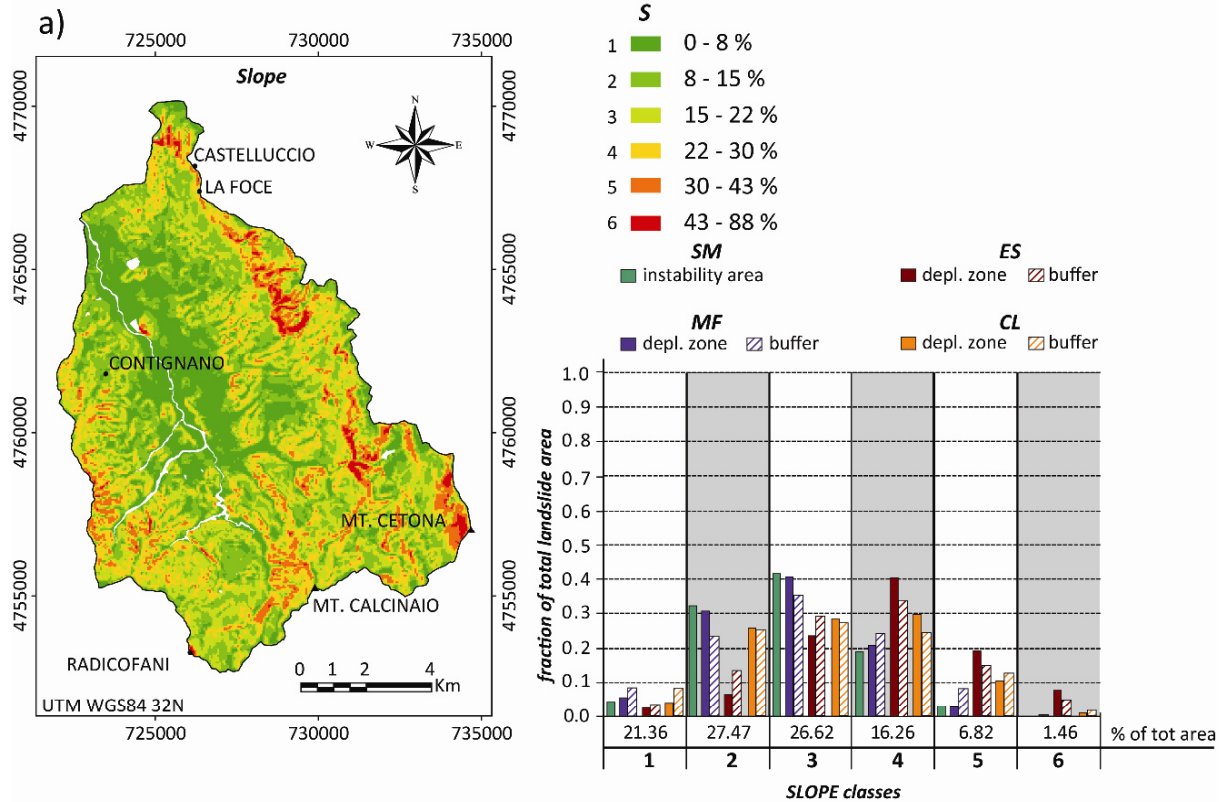 a)
725000 730000 735000
Slope
4770000 4765000 4760000 4755000
N
W E
S
CASTELLUCCIO
LA FOCE
CONTIGNANO
MT. CETONA
MT. CALCINAIO
RADICOFANI
0 1 2 4
Km
UTM WGS84 32N
4770000 4765000 4760000 4755000
725000 730000 735000
S
1 0 - 8 %
2 8 - 15 %
3 15 - 22 %
4 22 - 30 %
5 30 - 43 %
6 43 - 88 %
SM
instability area
ES
depl. zone buffer
MF
depl. zone buffer
CL
depl. zone buffer
fraction of total landslide area
1.0
0.9
0.8
0.7
0.6
0.5
0.4
0.3
0.2
0.1
0.0
21.36 27.47 26.62 16.26 6.82 1.46 % of tot area
1 2 3 4 5 6
SLOPE classes